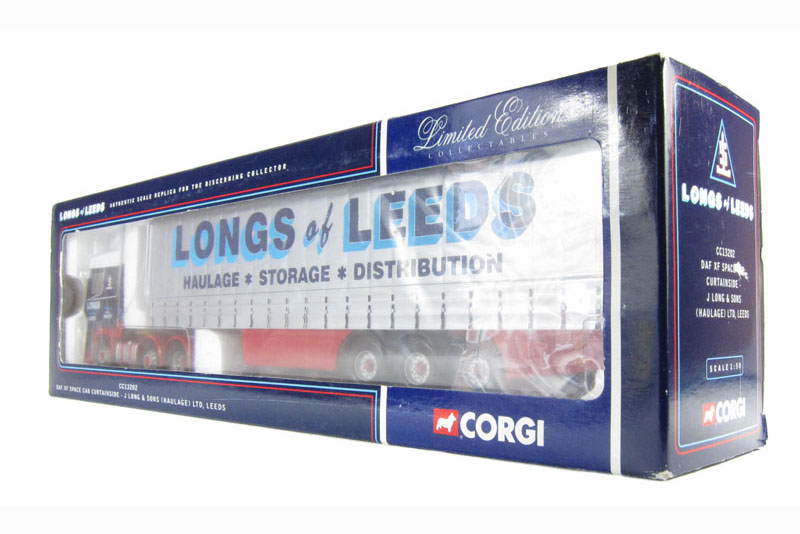 Limited Edition
COLLECTABLES
LONGS of LEEDS AUTHENTIC SCALE REPLICA FOR THE DISCERNING COLLECTOR
LONGS of LEEDS
HAULAGE * STORAGE * DISTRIBUTION
CC13202
DAF XF SPACE CAB CURTAINSIDE - J LONG & SONS (HAULAGE) LTD, LEEDS
CORGI
LONGS of LEEDS
CC13202
DAF XF SPACE
CURTAINSIDE -
J LONG & SONS
(HAULAGE) LTD, LEEDS
SCALE 1:50
CORGI